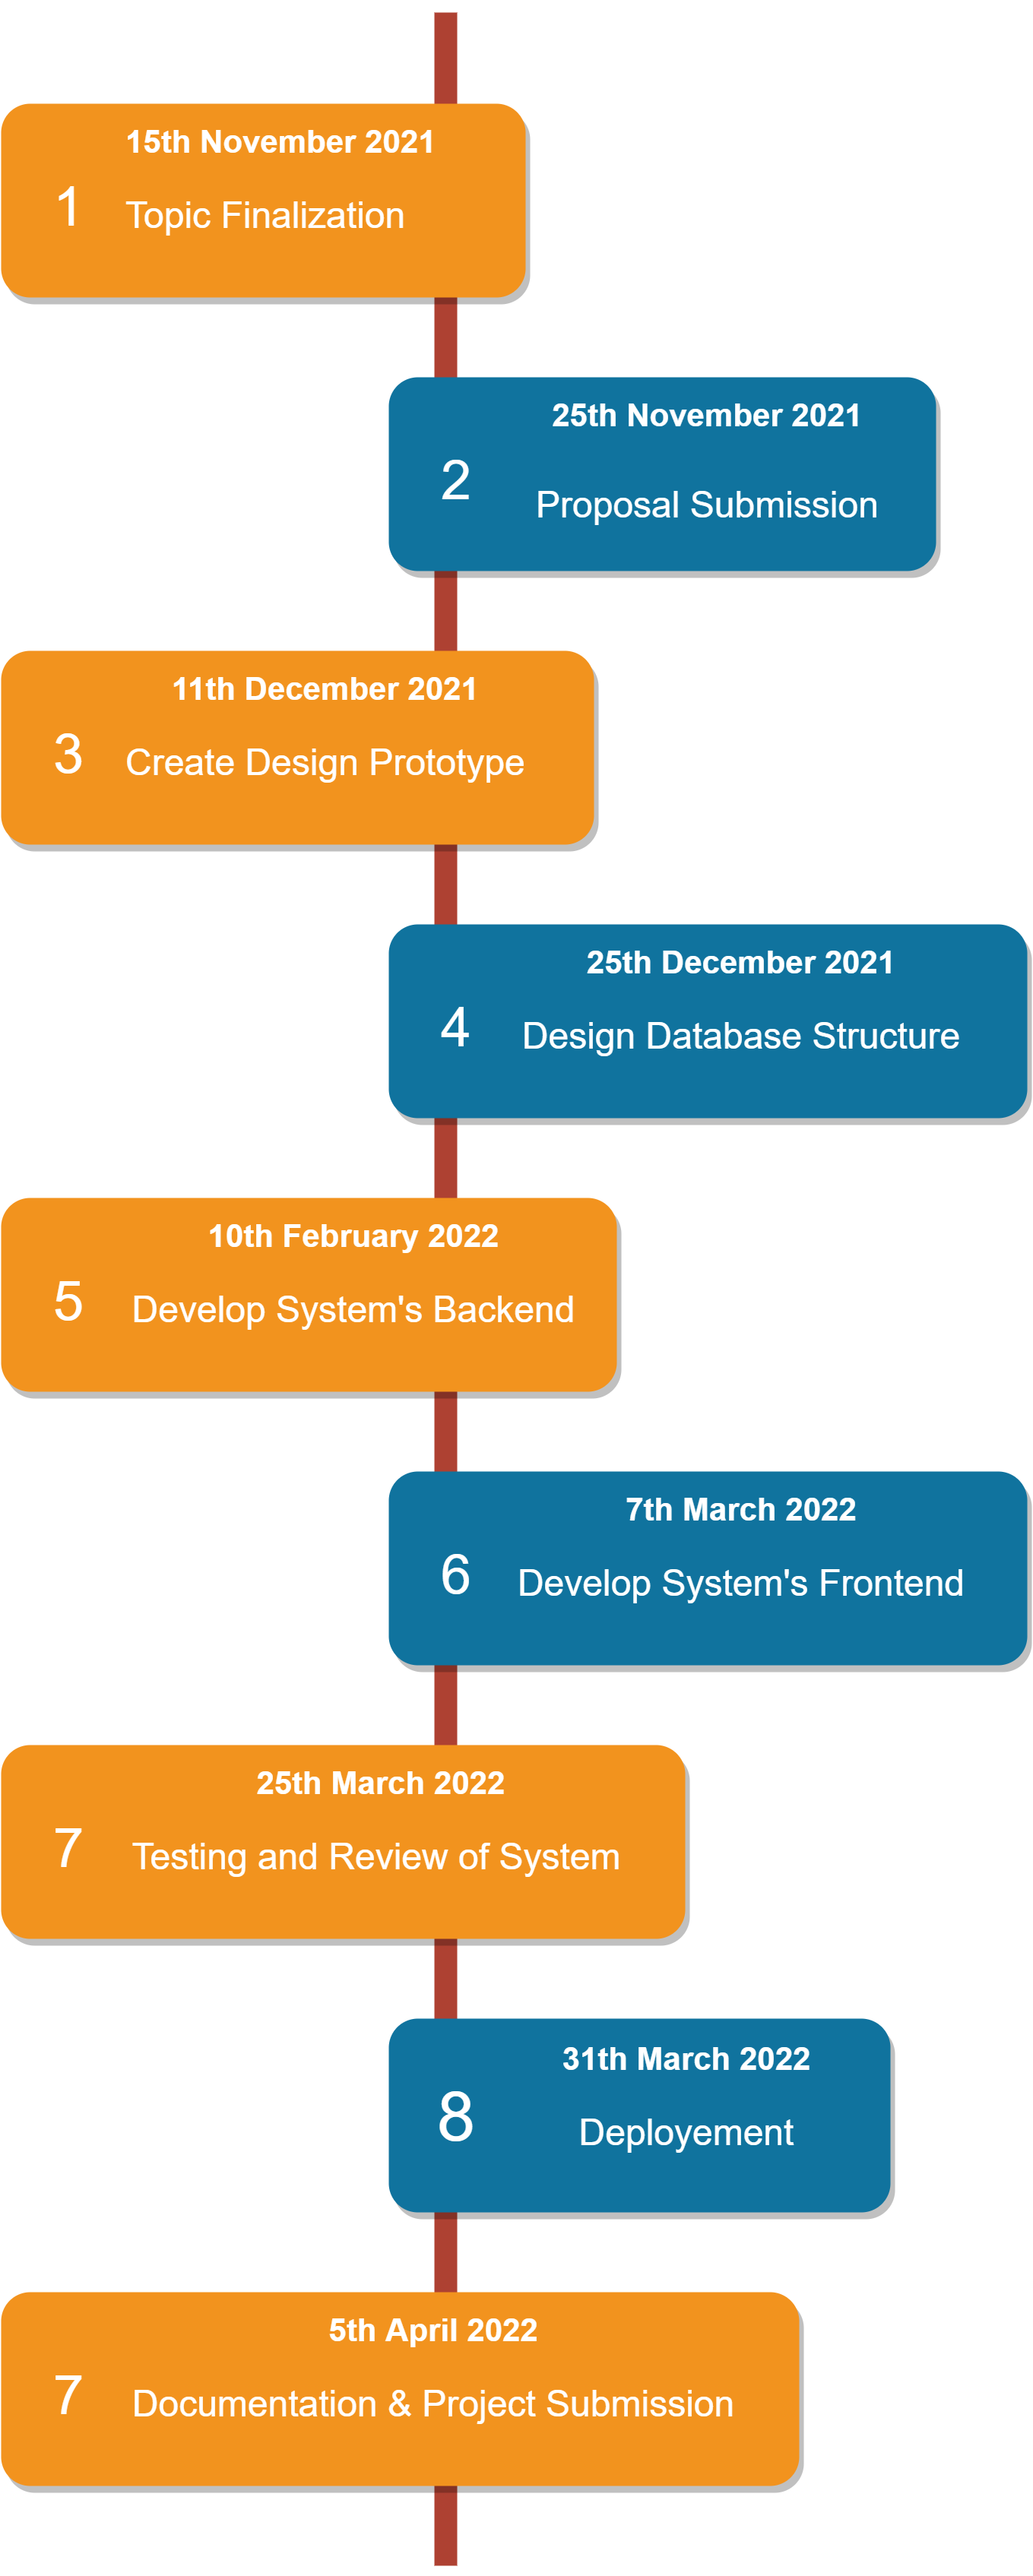 15th November 2021
1 Topic Finalization
25th November 2021
2 Proposal Submission
11th December 2021
3 Create Design Prototype
25th December 2021
4 Design Database Structure
10th February 2022
5 Develop System's Backend
7th March 2022
6 Develop System's Frontend
25th March 2022
7 Testing and Review of System
31th March 2022
8 Deployement
5th April 2022
7 Documentation & Project Submission